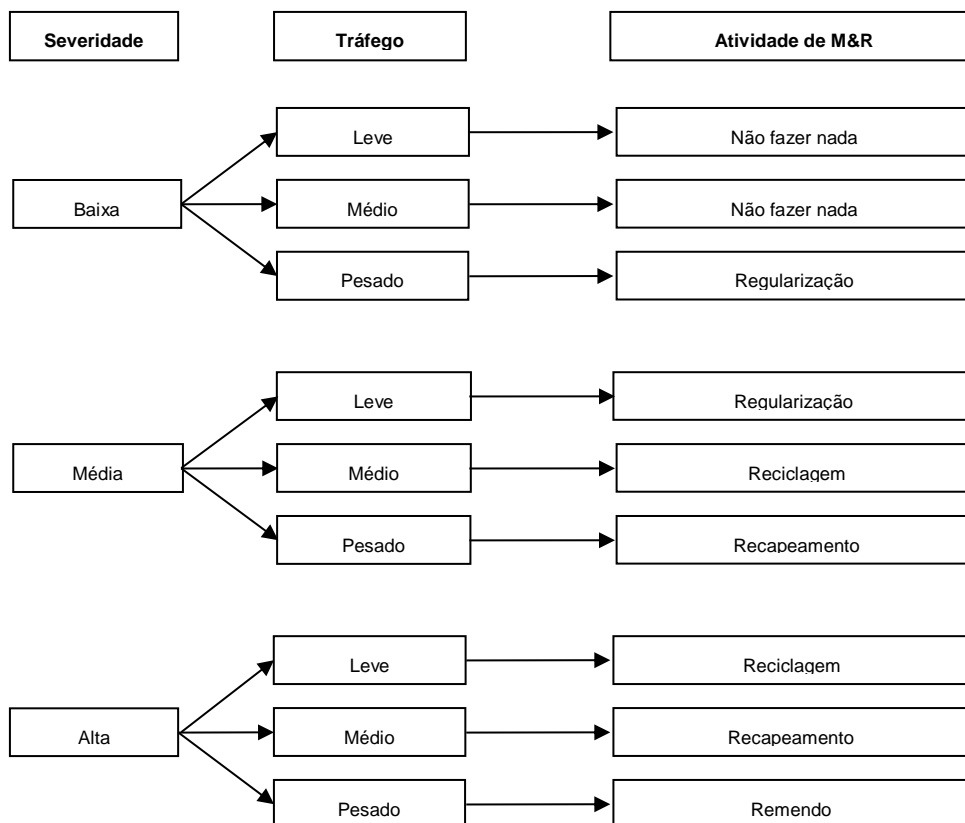 Severidade Tráfego Atividade de M&R
Leve Não fazer nada
Baixa Médio Não fazer nada
Pesado Regularização
Leve Regularização
Média Médio Reciclagem
Pesado Recapeamento
Leve Reciclagem
Alta Médio Recapeamento
Pesado Remendo